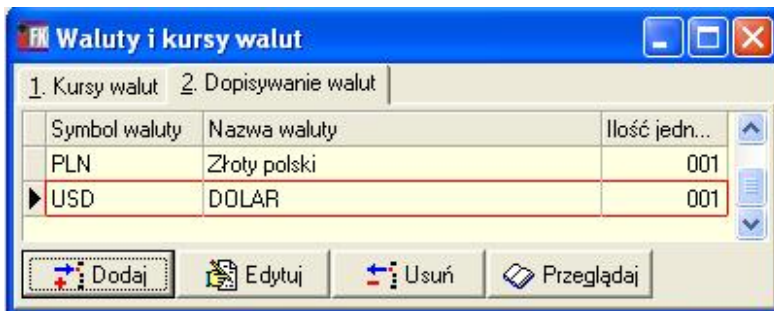 FK Waluty i kursy walut
1. Kursy walut 2. Dopisywanie walut
Symbol waluty Nazwa waluty Ilość jedn...
PLN Złoty polski 001
USD DOLAR 001
Dodaj Edytuj Usuń Przeglądaj